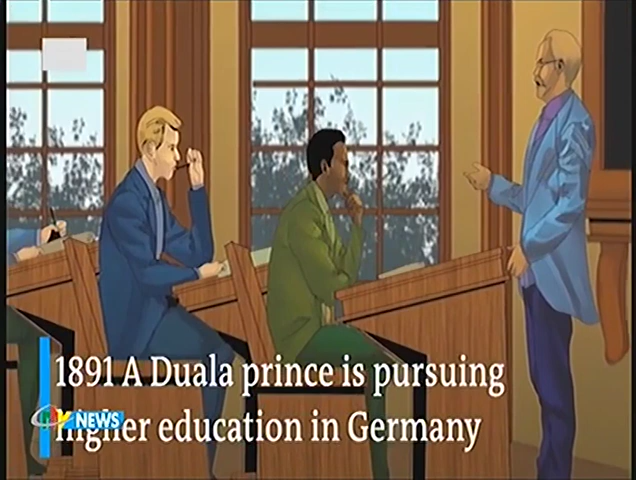 1891 A Duala prince is pursuing
higher education in Germany
NEWS